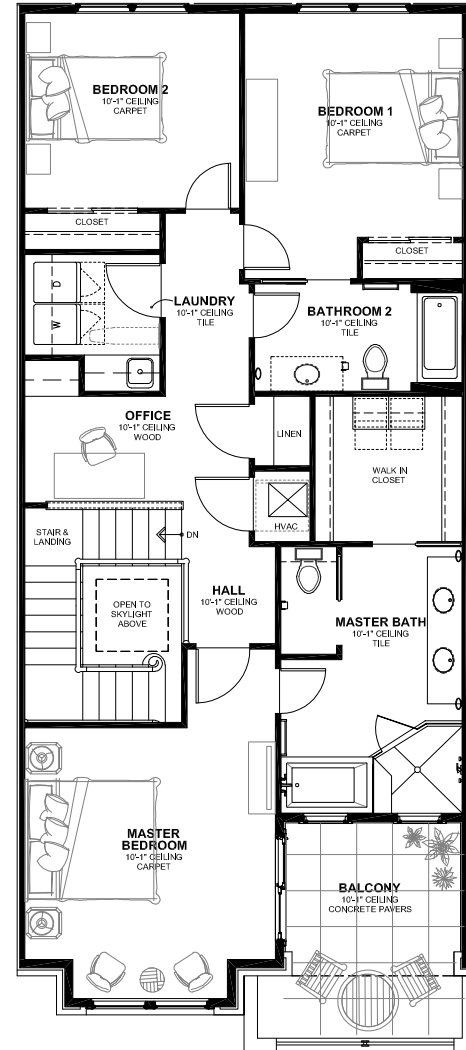 BEDROOM 2
10'-1" CEILING
CARPET
BEDROOM 1
10'-1" CEILING
CARPET
CLOSET
CLOSET
D
W
LAUNDRY
10'-1" CEILING
TILE
BATHROOM 2
10'-1" CEILING
TILE
OFFICE
10'-1" CEILING
WOOD
LINEN
WALK IN
CLOSET
HVAC
STAIR &
LANDING
DN
OPEN TO
SKYLIGHT
ABOVE
HALL
10'-1" CEILING
WOOD
MASTER BATH
10'-1" CEILING
TILE
MASTER
BEDROOM
10'-1" CEILING
CARPET
BALCONY
10'-1" CEILING
CONCRETE PAVERS